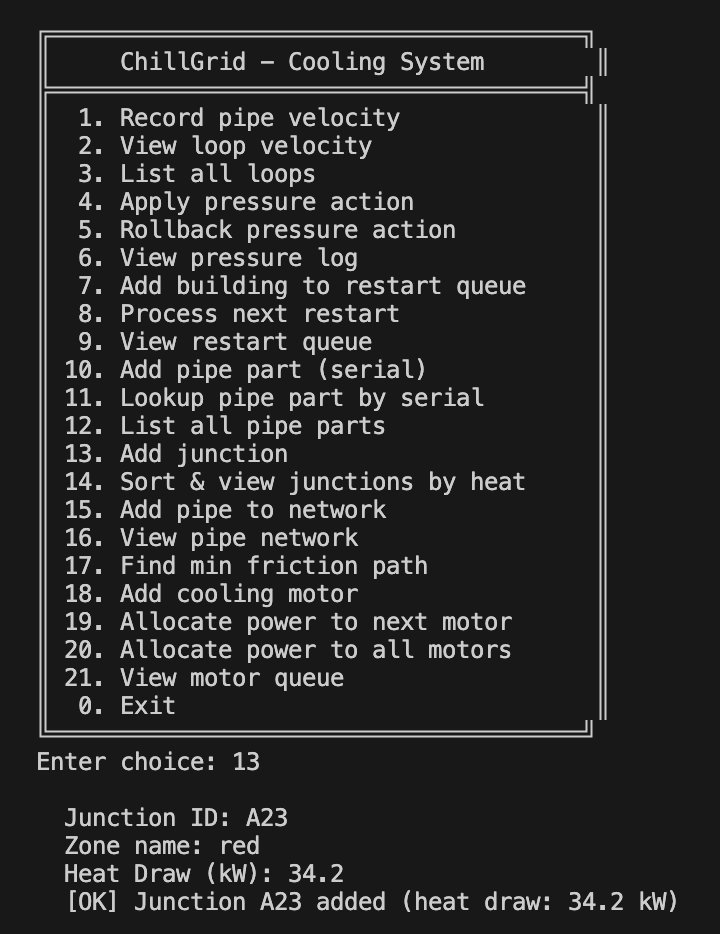 ChillGrid - Cooling System
1. Record pipe velocity
2. View loop velocity
3. List all loops
4. Apply pressure action
5. Rollback pressure action
6. View pressure log
7. Add building to restart queue
8. Process next restart
9. View restart queue
10. Add pipe part (serial)
11. Lookup pipe part by serial
12. List all pipe parts
13. Add junction
14. Sort & view junctions by heat
15. Add pipe to network
16. View pipe network
17. Find min friction path
18. Add cooling motor
19. Allocate power to next motor
20. Allocate power to all motors
21. View motor queue
0. Exit
Enter choice: 13
Junction ID: A23
Zone name: red
Heat Draw (kW): 34.2
[OK] Junction A23 added (heat draw: 34.2 kW)